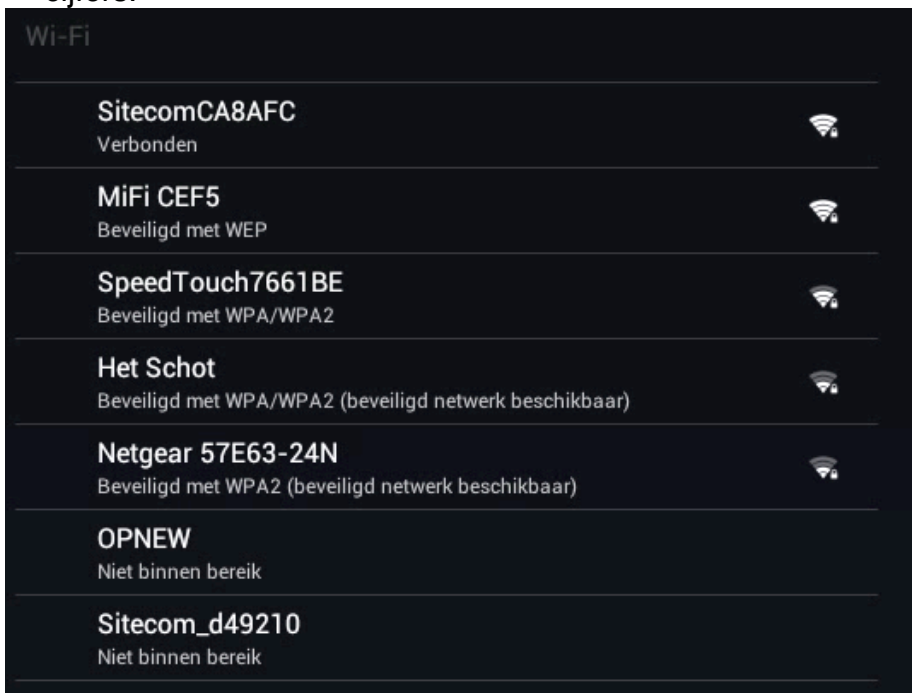 Wi-Fi
SitecomCA8AFC
Verbonden
MiFi CEF5
Beveiligd met WEP
SpeedTouch7661BE
Beveiligd met WPA/WPA2
Het Schot
Beveiligd met WPA/WPA2 (beveiligd netwerk beschikbaar)
Netgear 57E63-24N
Beveiligd met WPA2 (beveiligd netwerk beschikbaar)
OPNEW
Niet binnen bereik
Sitecom_d49210
Niet binnen bereik